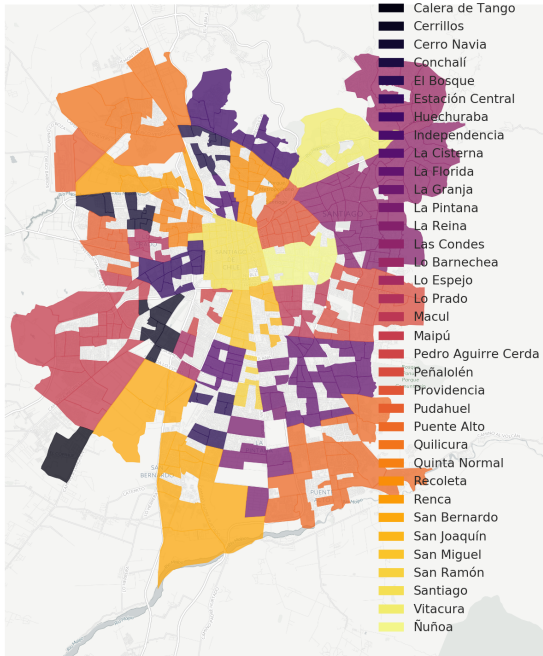 Calera de Tango
Cerrillos
Cerro Navia
Conchalí
El Bosque
Estación Central
Huechuraba
Independencia
La Cisterna
La Florida
La Granja
La Pintana
La Reina
Las Condes
Lo Barnechea
Lo Espejo
Lo Prado
Macul
Maipú
Pedro Aguirre Cerda
Peñalolén
Providencia
Pudahuel
Puente Alto
Quilicura
Quinta Normal
Recoleta
Renca
San Bernardo
San Joaquín
San Miguel
San Ramón
Santiago
Vitacura
Ñuñoa
BERNARDO